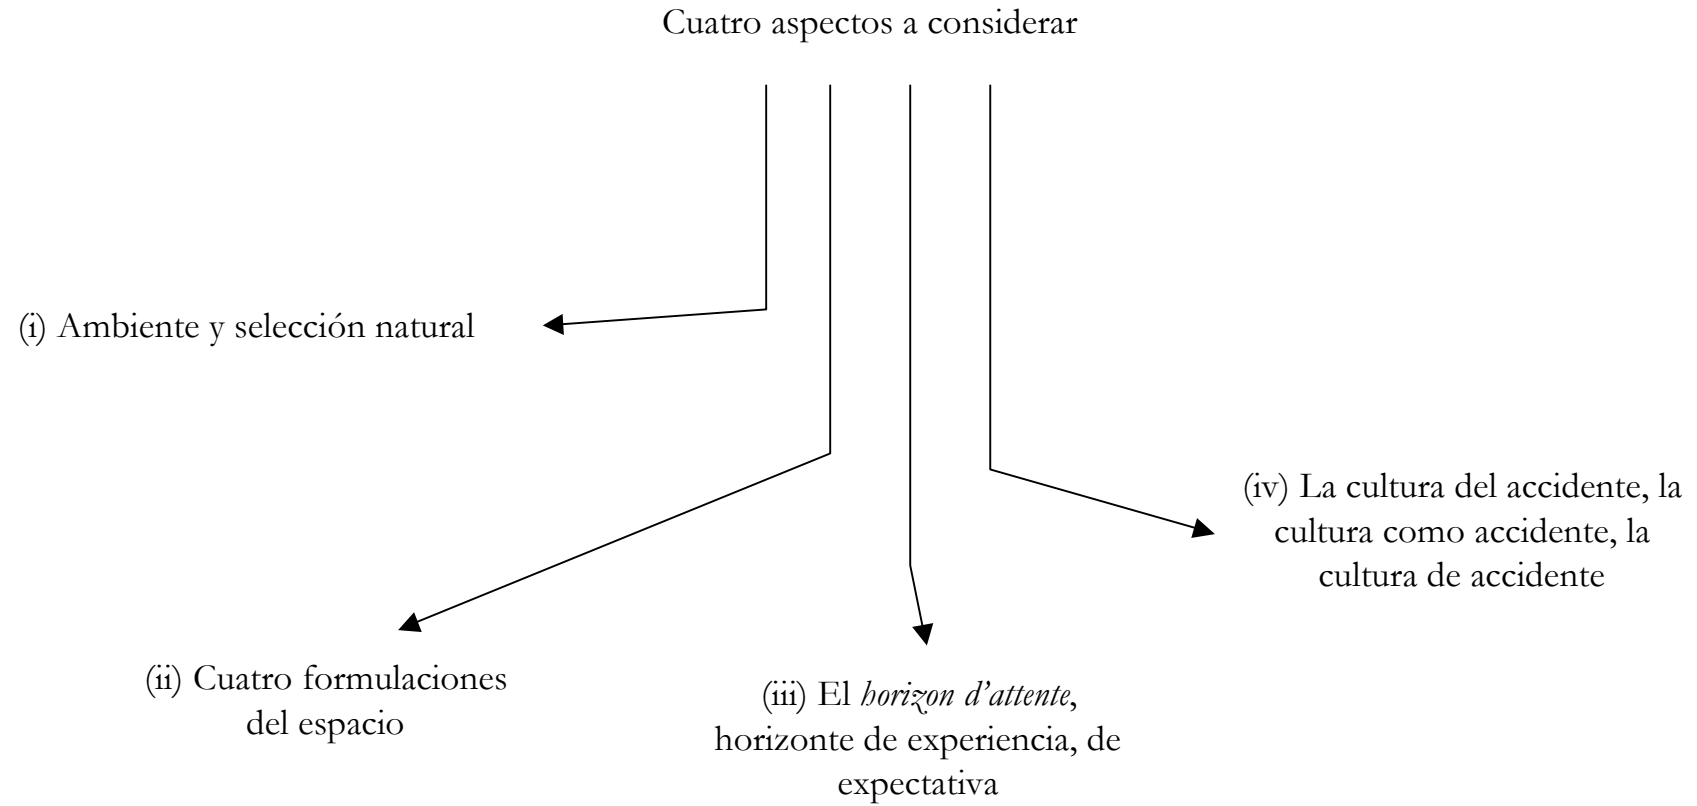 Cuatro aspectos a considerar
(i) Ambiente y selección natural
(ii) Cuatro formulaciones
del espacio
(iii) El horizon d’attente,
horizonte de experiencia, de
expectativa
(iv) La cultura del accidente, la
cultura como accidente, la
cultura de accidente